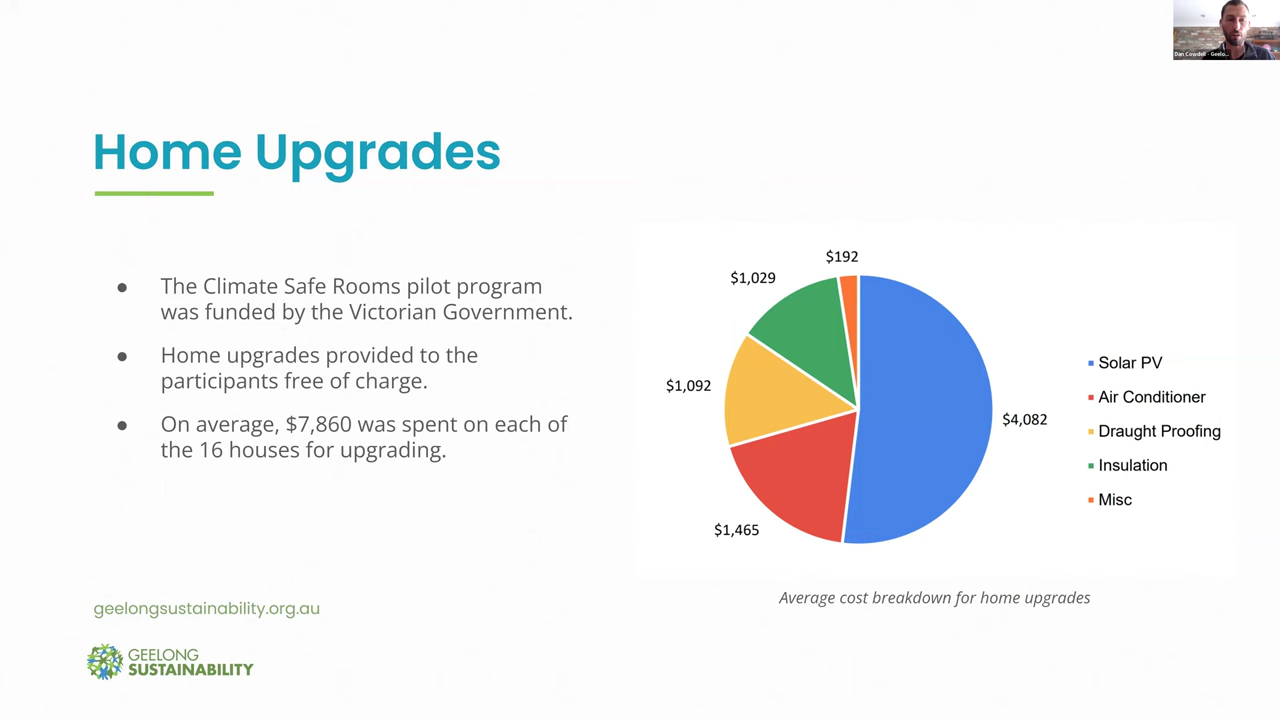 Dan Cowdell - Geelo...
Home Upgrades
● The Climate Safe Rooms pilot program
was funded by the Victorian Government.
● Home upgrades provided to the
participants free of charge.
● On average, $7,860 was spent on each of
the 16 houses for upgrading.
$192
$1,029
$1,092
$4,082
$1,465
Solar PV
Air Conditioner
Draught Proofing
Insulation
Misc
Average cost breakdown for home upgrades
geelongsustainability.org.au
GEELONG
SUSTAINABILITY